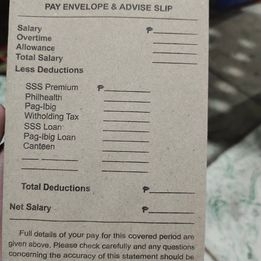 PAY ENVELOPE & ADVISE SLIP
Salary ₱
Overtime
Allowance
Total Salary
Less Deductions
SSS Premium ₱
Philhealth
Pag-Ibig
Witholding Tax
SSS Loan
Pag-Ibig Loan
Canteen
Total Deductions ₱
Net Salary ₱
Full details of your pay for this covered period are
given above. Please check carefully and any questions
concerning the accuracy of this statement should be